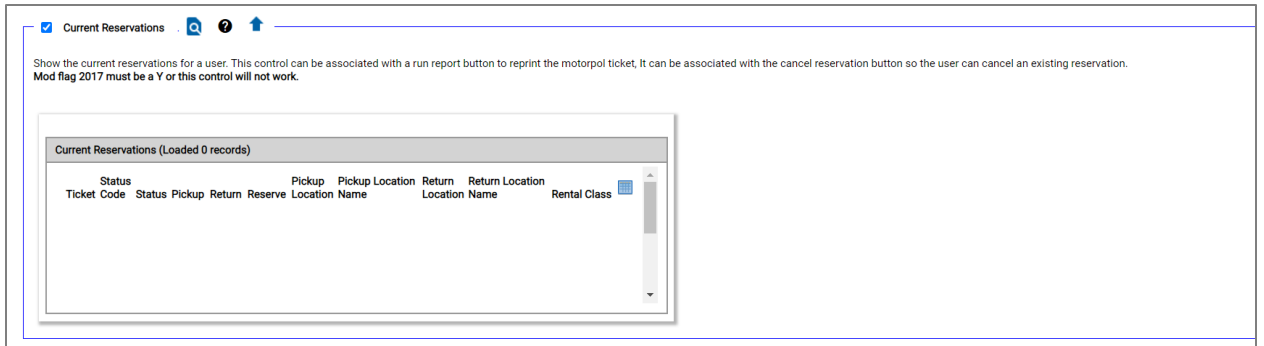 Current Reservations
Show the current reservations for a user. This control can be associated with a run report button to reprint the motorpol ticket, It can be associated with the cancel reservation button so the user can cancel an existing reservation.
Mod flag 2017 must be a Y or this control will not work.
Current Reservations (Loaded 0 records)
Status Pickup Pickup Location Return Return Location
Ticket Code Status Pickup Return Reserve Location Name Location Name Rental Class